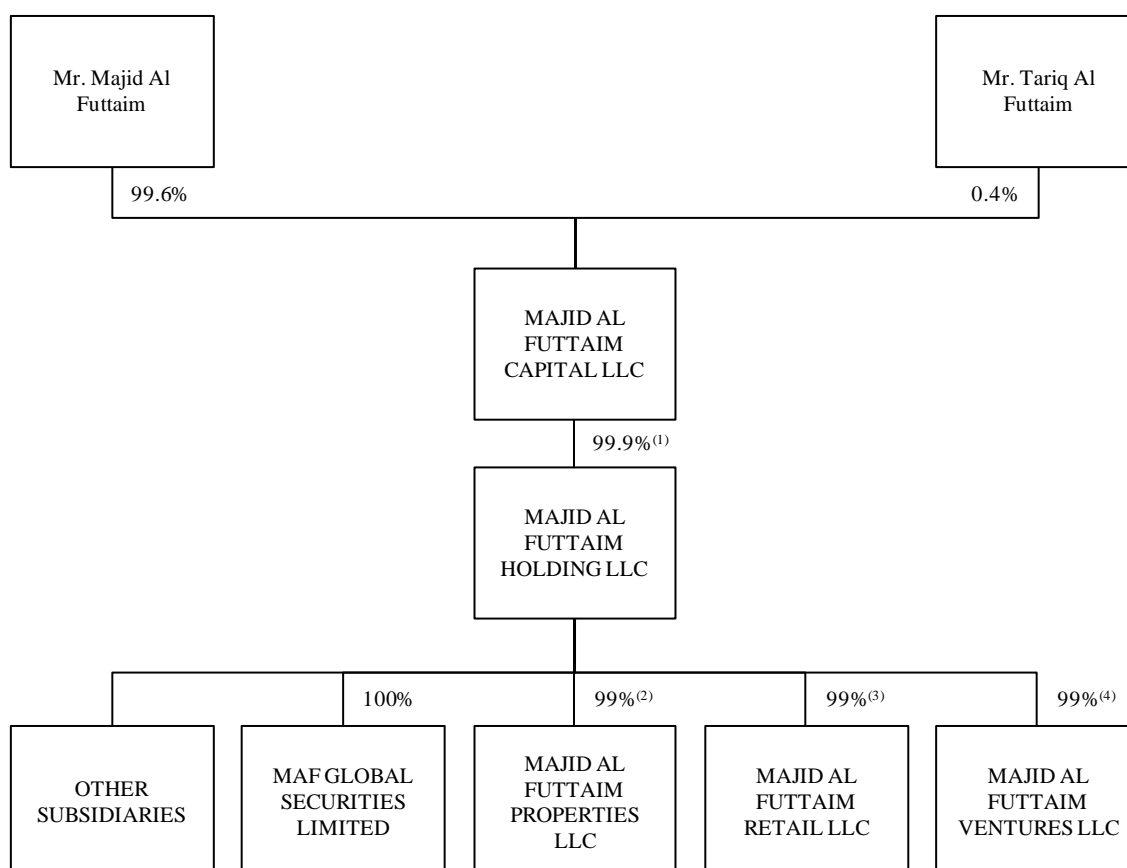 Mr. Majid Al
Futtaim
Mr. Tariq Al
Futtaim
99.6%
0.4%
MAJID AL
FUTTAIM
CAPITAL LLC
99.9%(1)
MAJID AL
FUTTAIM
HOLDING LLC
100%
99%(2)
99%(3)
99%(4)
OTHER
SUBSIDIARIES
MAF GLOBAL
SECURITIES
LIMITED
MAJID AL
FUTTAIM
PROPERTIES
LLC
MAJID AL
FUTTAIM
RETAIL LLC
MAJID AL
FUTTAIM
VENTURES LLC